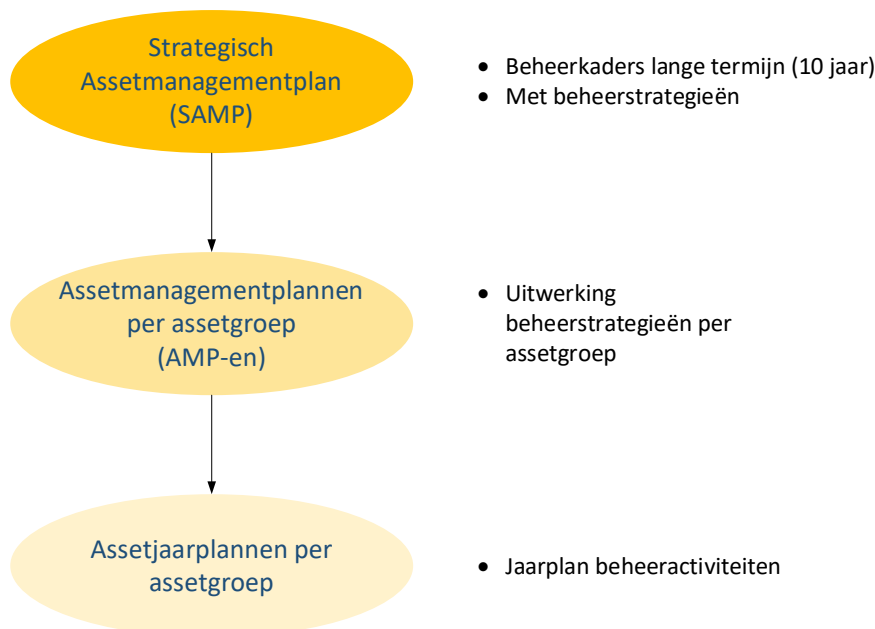 Strategisch
Assetmanagementplan
(SAMP)
• Beheerkaders lange termijn (10 jaar)
• Met beheerstrategieën
Assetmanagementplannen
per assetgroep
(AMP-en)
• Uitwerking
beheerstrategieën per
assetgroep
Assetjaarplannen per
assetgroep
• Jaarplan beheeractiviteiten